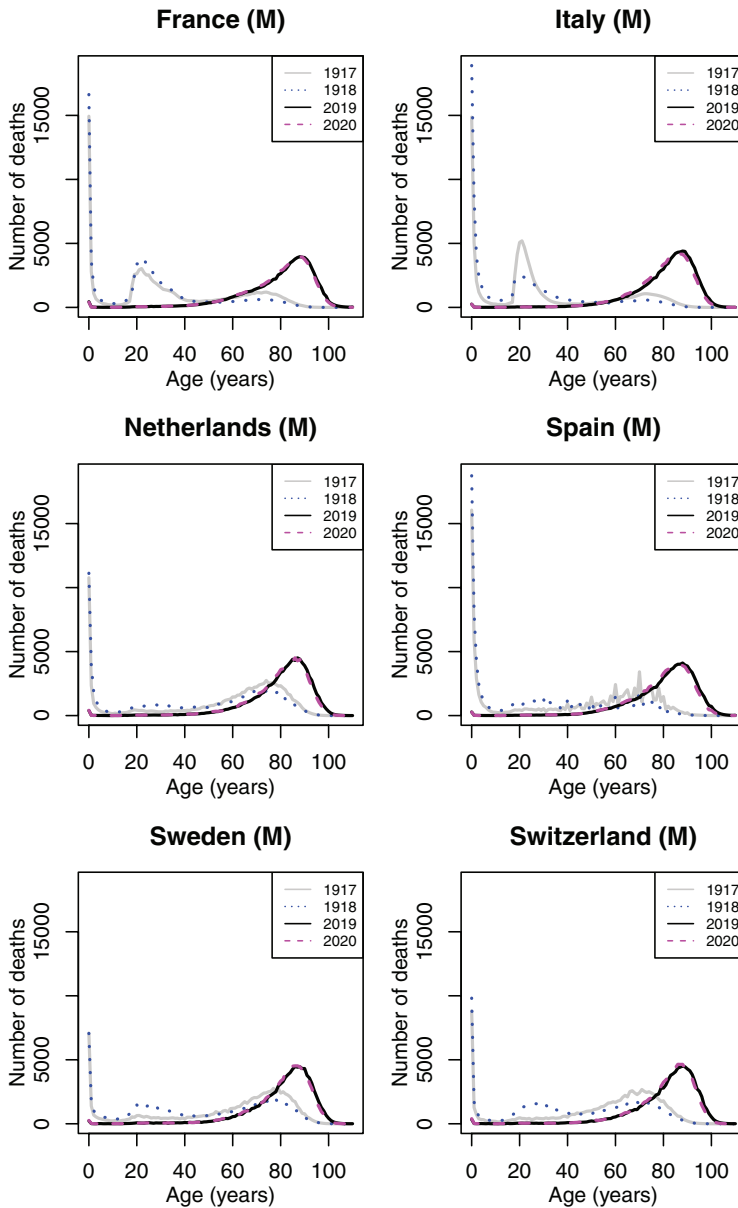 France (M)
1917
1918
2019
2020
Number of deaths
0 5000 15000
0 20 40 60 80 100
Age (years)
Italy (M)
1917
1918
2019
2020
Number of deaths
0 5000 15000
0 20 40 60 80 100
Age (years)
Netherlands (M)
1917
1918
2019
2020
Number of deaths
0 5000 15000
0 20 40 60 80 100
Age (years)
Spain (M)
1917
1918
2019
2020
Number of deaths
0 5000 15000
0 20 40 60 80 100
Age (years)
Sweden (M)
1917
1918
2019
2020
Number of deaths
0 5000 15000
0 20 40 60 80 100
Age (years)
Switzerland (M)
1917
1918
2019
2020
Number of deaths
0 5000 15000
0 20 40 60 80 100
Age (years)